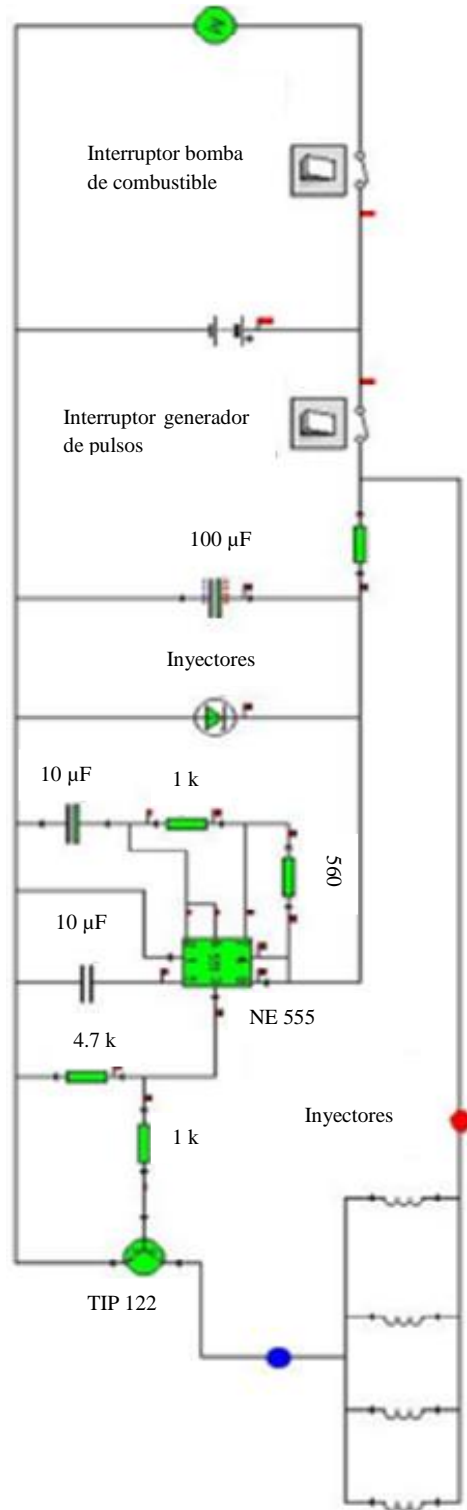 Interruptor bomba
de combustible
Interruptor generador
de pulsos
100 µF
Inyectores
10 µF
1 k
560
10 µF
NE 555
4.7 k
Inyectores
1 k
TIP 122